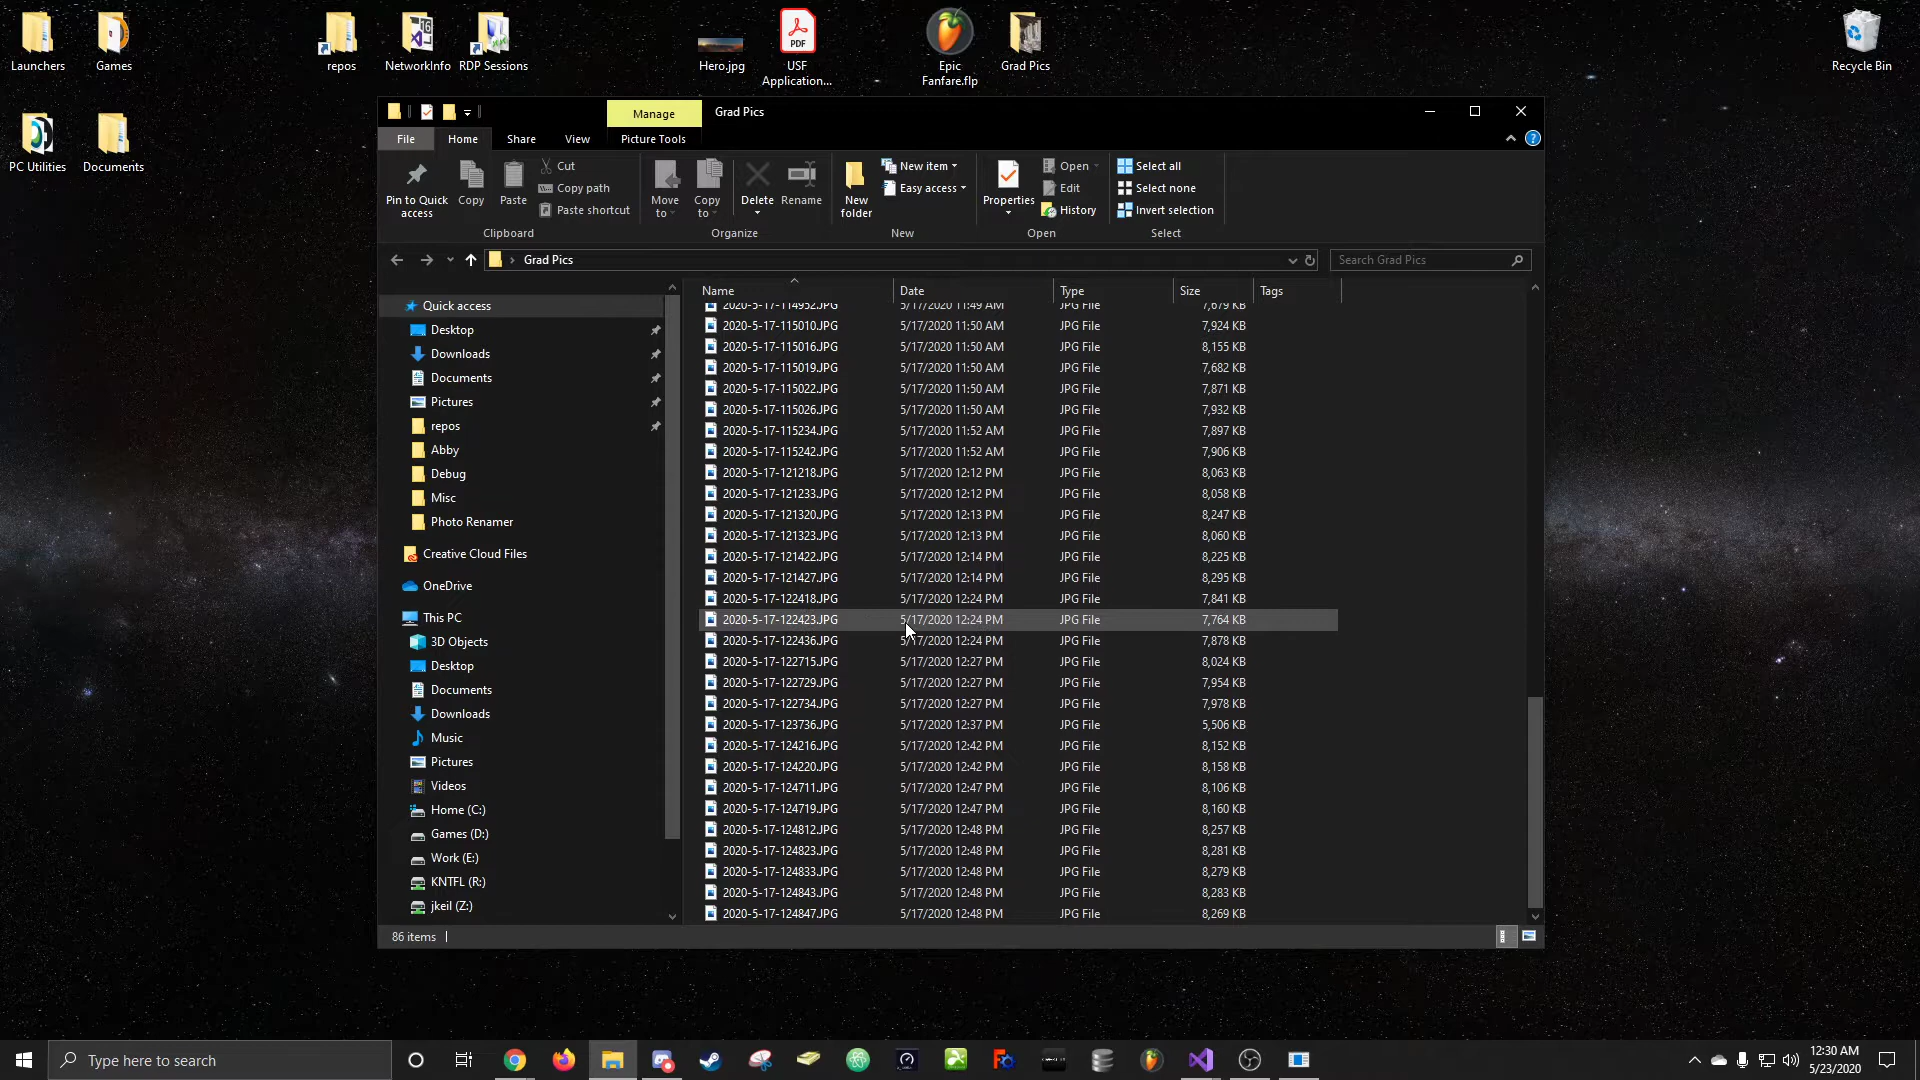 Launchers
Games
repos
NetworkInfo
RDP Sessions
Hero.jpg
PDF
USF
Application...
Epic
Fanfare.flp
Grad Pics
Recycle Bin
PC Utilities
Documents
Manage
Grad Pics
File
Home
Share
View
Picture Tools
Pin to Quick
access
Copy
Paste
Cut
Copy path
Paste shortcut
Clipboard
Move
to
Copy
to
Delete
Rename
Organize
New
folder
New item
Easy access
New
Properties
Open
Edit
History
Open
Select all
Select none
Invert selection
Select
Grad Pics
Search Grad Pics
Quick access
Desktop
Downloads
Documents
Pictures
repos
Abby
Debug
Misc
Photo Renamer
Creative Cloud Files
OneDrive
This PC
3D Objects
Desktop
Documents
Downloads
Music
Pictures
Videos
Home (C:)
Games (D:)
Work (E:)
KNTFL (R:)
jkeil (Z:)
Name Date Type Size Tags
2020-5-17-114952.JPG 5/17/2020 11:49 AM JPG File 7,679 KB
2020-5-17-115010.JPG 5/17/2020 11:50 AM JPG File 7,924 KB
2020-5-17-115016.JPG 5/17/2020 11:50 AM JPG File 8,155 KB
2020-5-17-115019.JPG 5/17/2020 11:50 AM JPG File 7,682 KB
2020-5-17-115022.JPG 5/17/2020 11:50 AM JPG File 7,871 KB
2020-5-17-115026.JPG 5/17/2020 11:50 AM JPG File 7,932 KB
2020-5-17-115234.JPG 5/17/2020 11:52 AM JPG File 7,897 KB
2020-5-17-115242.JPG 5/17/2020 11:52 AM JPG File 7,906 KB
2020-5-17-121218.JPG 5/17/2020 12:12 PM JPG File 8,063 KB
2020-5-17-121233.JPG 5/17/2020 12:12 PM JPG File 8,058 KB
2020-5-17-121320.JPG 5/17/2020 12:13 PM JPG File 8,247 KB
2020-5-17-121323.JPG 5/17/2020 12:13 PM JPG File 8,060 KB
2020-5-17-121422.JPG 5/17/2020 12:14 PM JPG File 8,225 KB
2020-5-17-121427.JPG 5/17/2020 12:14 PM JPG File 8,295 KB
2020-5-17-122418.JPG 5/17/2020 12:24 PM JPG File 7,841 KB
2020-5-17-122423.JPG 5/17/2020 12:24 PM JPG File 7,764 KB
2020-5-17-122436.JPG 5/17/2020 12:24 PM JPG File 7,878 KB
2020-5-17-122715.JPG 5/17/2020 12:27 PM JPG File 8,024 KB
2020-5-17-122729.JPG 5/17/2020 12:27 PM JPG File 7,954 KB
2020-5-17-122734.JPG 5/17/2020 12:27 PM JPG File 7,978 KB
2020-5-17-123736.JPG 5/17/2020 12:37 PM JPG File 5,506 KB
2020-5-17-124216.JPG 5/17/2020 12:42 PM JPG File 8,152 KB
2020-5-17-124220.JPG 5/17/2020 12:42 PM JPG File 8,158 KB
2020-5-17-124711.JPG 5/17/2020 12:47 PM JPG File 8,106 KB
2020-5-17-124719.JPG 5/17/2020 12:47 PM JPG File 8,160 KB
2020-5-17-124812.JPG 5/17/2020 12:48 PM JPG File 8,257 KB
2020-5-17-124823.JPG 5/17/2020 12:48 PM JPG File 8,281 KB
2020-5-17-124833.JPG 5/17/2020 12:48 PM JPG File 8,279 KB
2020-5-17-124843.JPG 5/17/2020 12:48 PM JPG File 8,283 KB
2020-5-17-124847.JPG 5/17/2020 12:48 PM JPG File 8,269 KB
86 items
Type here to search
12:30 AM
5/23/2020